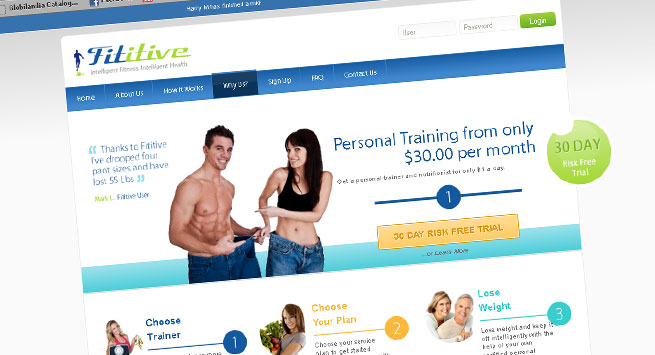 Mobilandia Catalog...
User
Password
Login
Fititive
Intelligent Fitness Intelligent Health
Home About Us How It Works Why Us? Sign Up FAQ Contact Us
“ Thanks to Fititive
I've dropped four
pant sizes and have
lost 55 Lbs ”
Mark L. Fititive User
Personal Training from only
$30.00 per month
Get a personal trainer and nutritionist for only $1 a day.
1
30 DAY RISK FREE TRIAL
...or Learn More
30 DAY
Risk Free
Trial
Choose
Trainer
1
Choose
Your Plan
2
Choose your service
Plan to get started
Lose
Weight
3
Lose weight and keep it
off intelligently with the
help of your own
certified personal